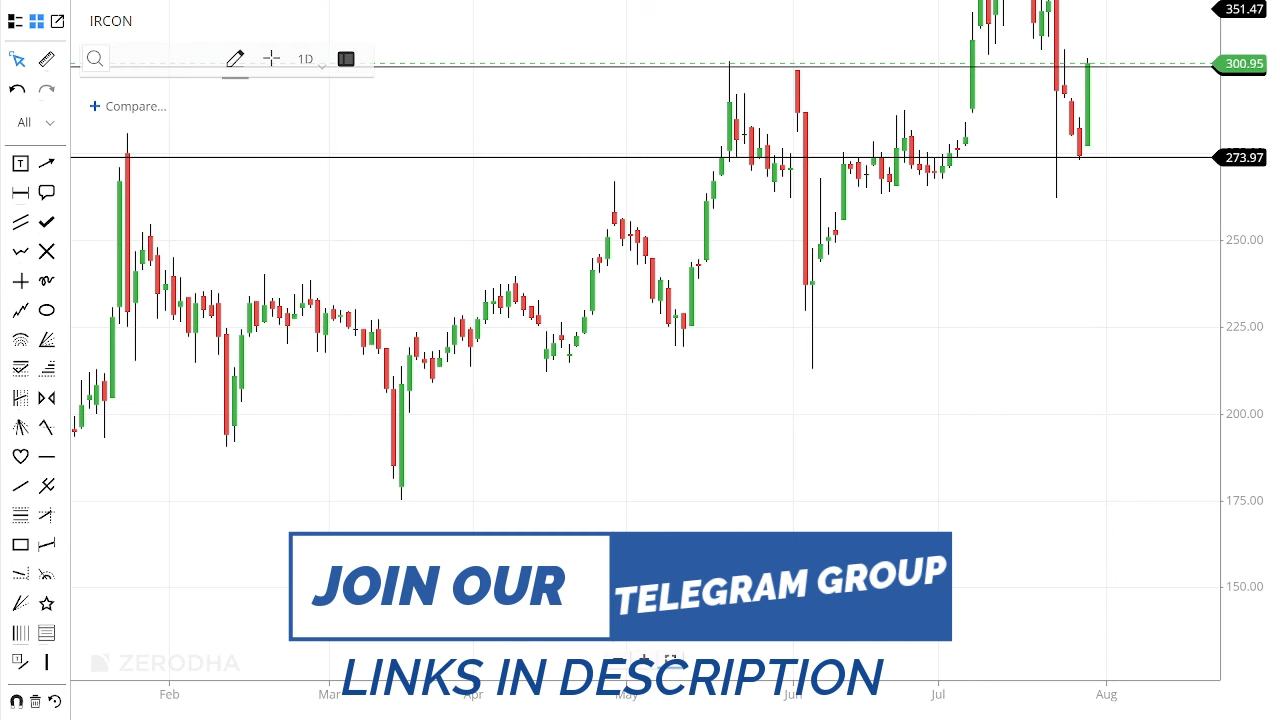 IRCON
351.47
1D
300.95
Compare...
All
273.97
250.00
225.00
200.00
175.00
JOIN OUR
TELEGRAM GROUP
150.00
ZERODHA
LINKS IN DESCRIPTION
Feb
Mar
Apr
May
Jun
Jul
Aug